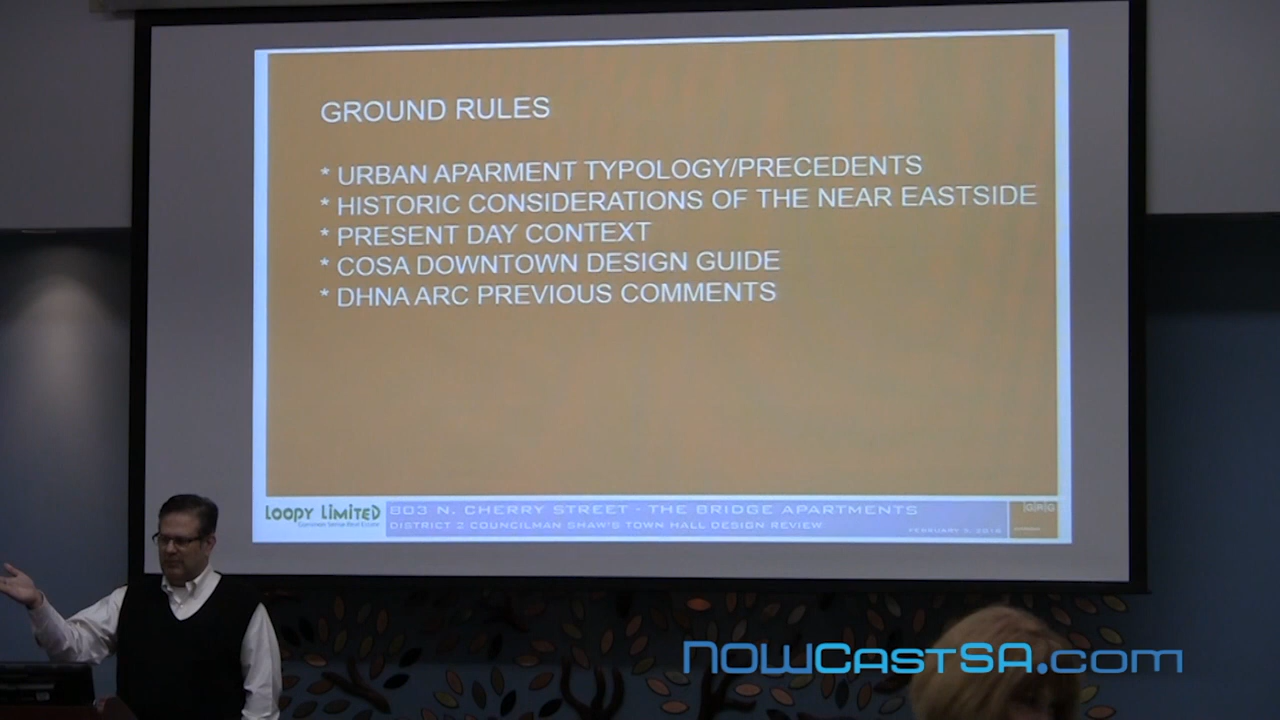 GROUND RULES
* URBAN APARMENT TYPOLOGY/PRECEDENTS
* HISTORIC CONSIDERATIONS OF THE NEAR EASTSIDE
* PRESENT DAY CONTEXT
* COSA DOWNTOWN DESIGN GUIDE
* DHNA ARC PREVIOUS COMMENTS
LOOPY LIMITED
803 N. CHERRY STREET - THE BRIDGE APARTMENTS
DISTRICT 2 COUNCILMAN SHAW'S TOWN HALL DESIGN REVIEW
NOWCASTSA.COM